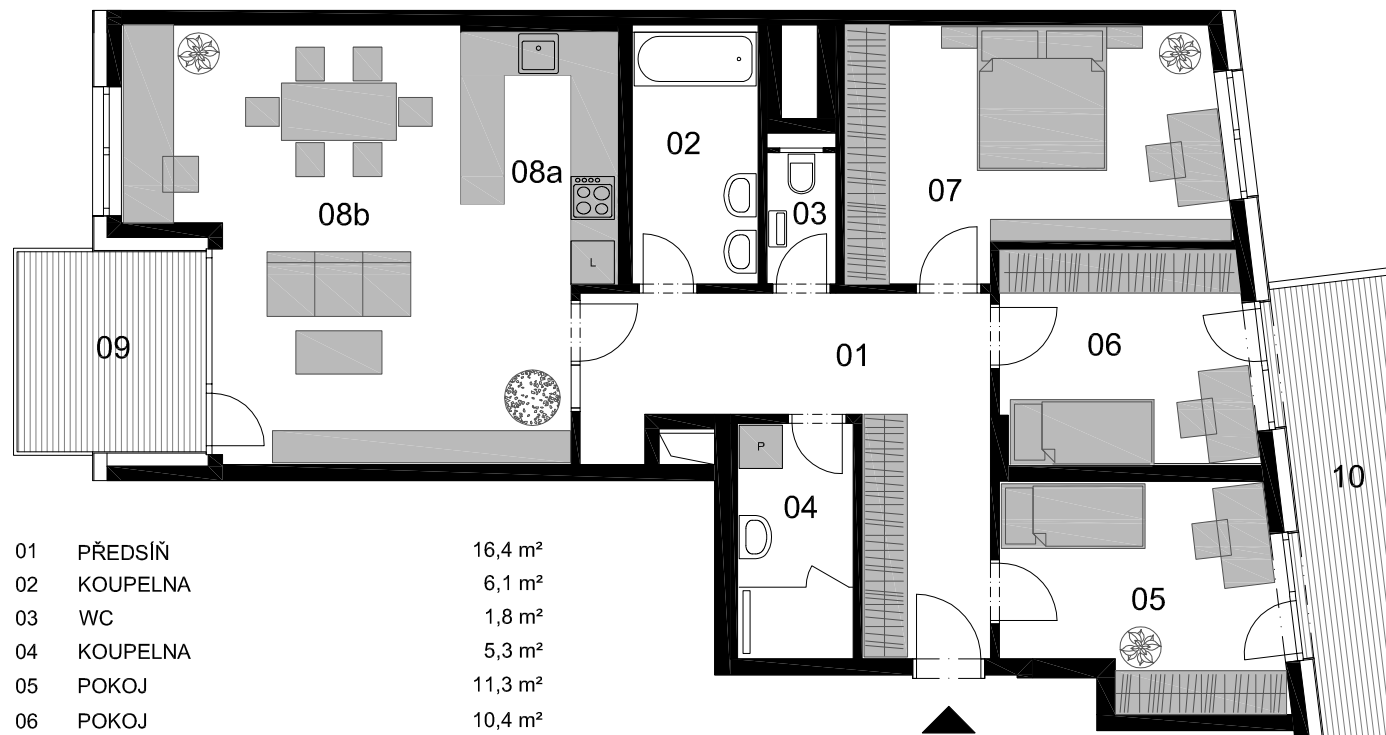 02
08a
03
07
08b
L
09
01
06
P
04
10
05
01 PŘEDSÍŇ 16,4 m²
02 KOUPELNA 6,1 m²
03 WC 1,8 m²
04 KOUPELNA 5,3 m²
05 POKOJ 11,3 m²
06 POKOJ 10,4 m²